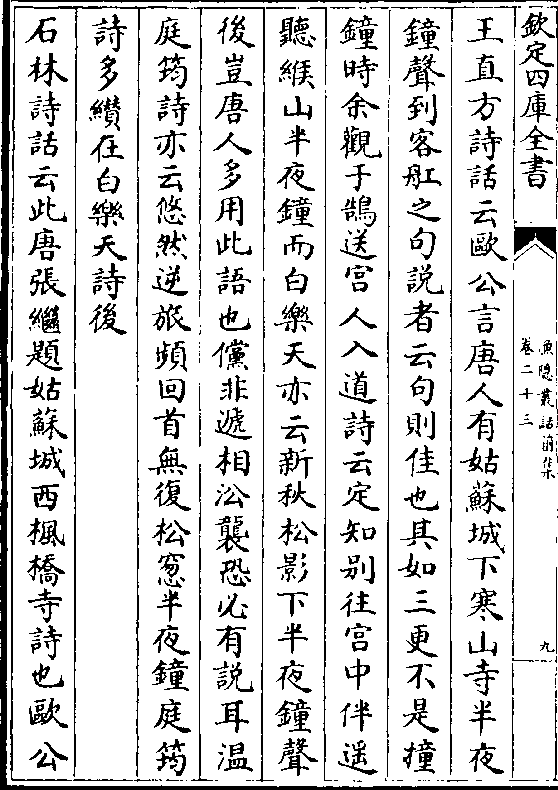 欽定四庫全書
漁隠叢話前集
卷二十三
九
王直方詩話云歐公言唐人有姑蘇城下寒山寺半夜
鐘聲到客舡之句說者云句則佳也其如三更不是撞
鐘時余觀于鵠送宫人入道詩云定知别往宫中伴遥
聽緱山半夜鐘而白樂天亦云新秋松影下半夜鐘聲
後豈唐人多用此語也儻非遞相沿襲恐必有説耳温
庭筠詩亦云悠然逆旅頻回首無復松窓半夜鐘庭筠
詩多纘在白樂天詩後
石林詩話云此唐張繼題姑蘇城西楓橋寺詩也歐公